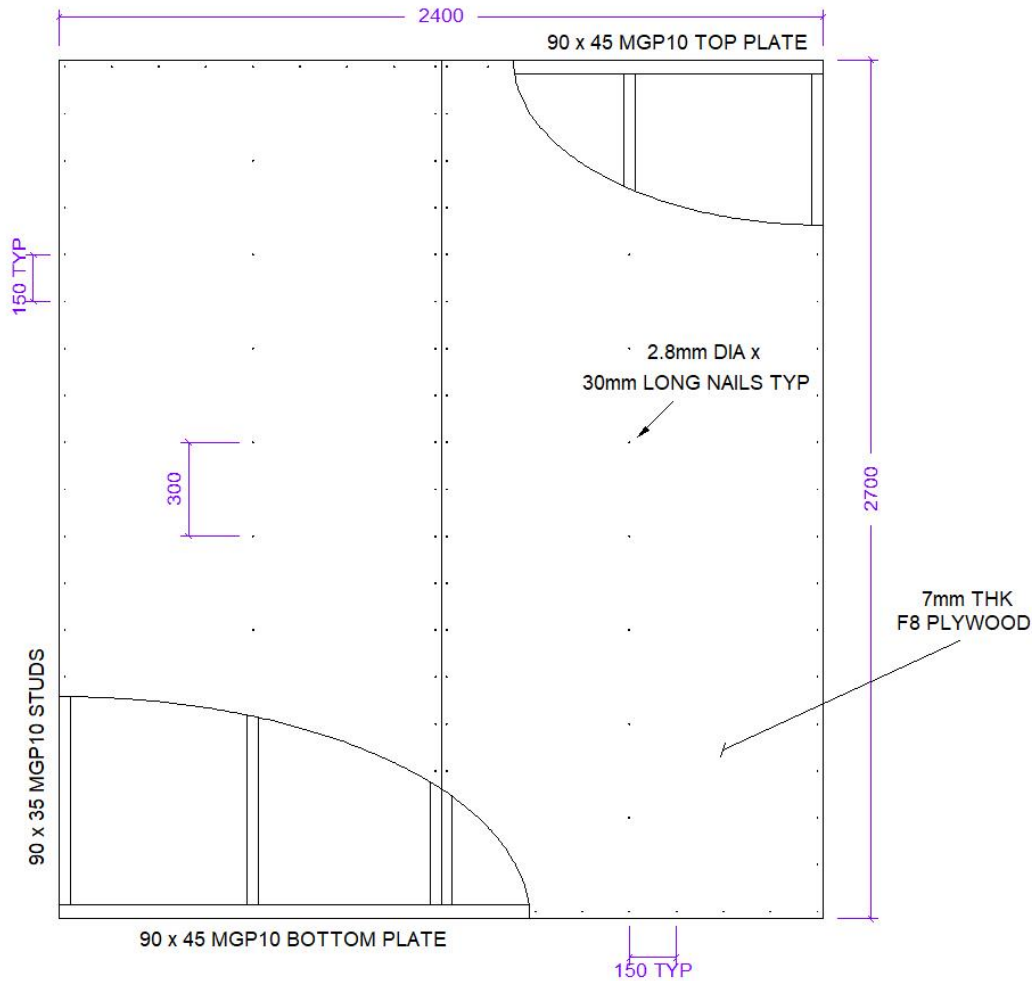 2400
90 x 45 MGP10 TOP PLATE
150 TYP
2.8mm DIA x
30mm LONG NAILS TYP
300
2700
7mm THK
F8 PLYWOOD
90 x 35 MGP10 STUDS
90 x 45 MGP10 BOTTOM PLATE
150 TYP